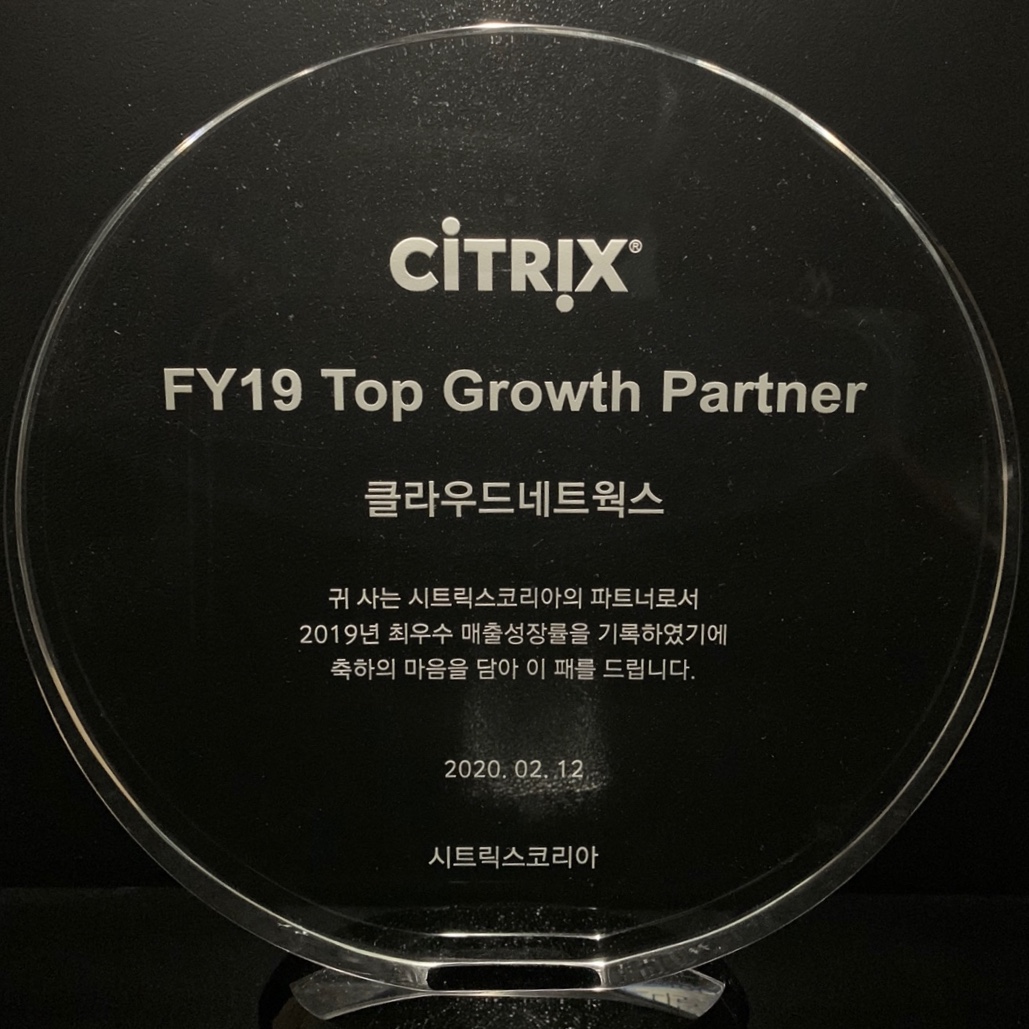 CITRIX®
FY19 Top Growth Partner
클라우드네트웍스
귀 사는 시트릭스코리아의 파트너로서
2019년 최우수 매출성장률을 기록하였기에
축하의 마음을 담아 이 패를 드립니다.
2020. 02. 12
시트릭스코리아